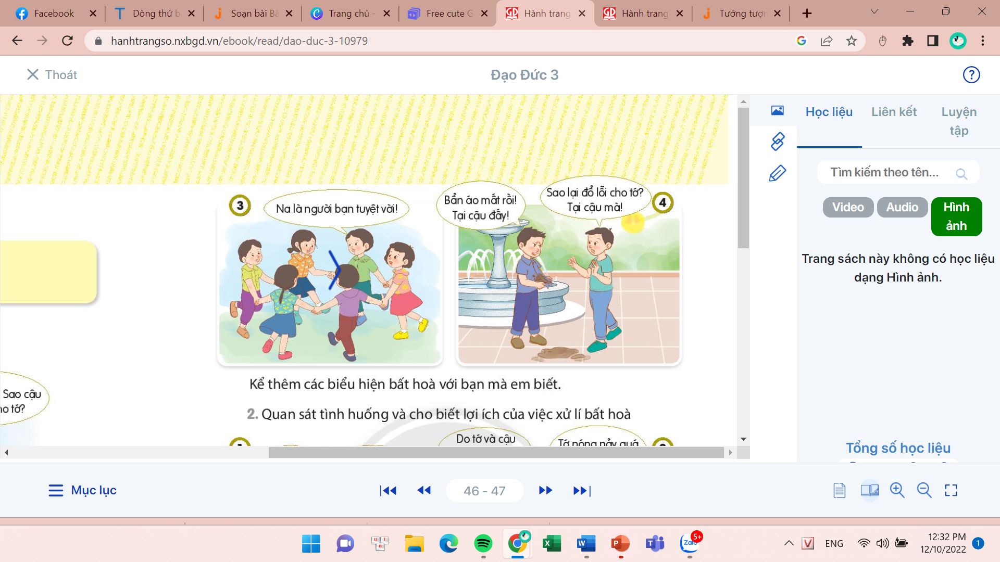 Facebook
Dòng thứ b
Soạn bài Bà
Trang chủ -
Free cute G
Hành trang
Hành trang
Tưởng tượn
hanhtrangso.nxbgd.vn/ebook/read/dao-duc-3-10979
Thoát
Đạo Đức 3
?
Học liệu
Liên kết
Luyện
tập
Tìm kiếm theo tên...
Video
Audio
Hình
ảnh
Trang sách này không có học liệu
dạng Hình ảnh.
3
Na là người bạn tuyệt vời!
Bẩn áo mất rồi!
Tại cậu đấy!
Sao lại đổ lỗi cho tớ?
Tại cậu mà!
4
Sao cậu
ho tớ?
Kể thêm các biểu hiện bất hoà với bạn mà em biết.
2. Quan sát tình huống và cho biết lợi ích của việc xử lí bất hoà
Do tớ và cậu
Tớ nóng nảy quá
Tổng số học liệu
Mục lục
46 - 47
5+
Zalo
ENG
12:32 PM
12/10/2022
1